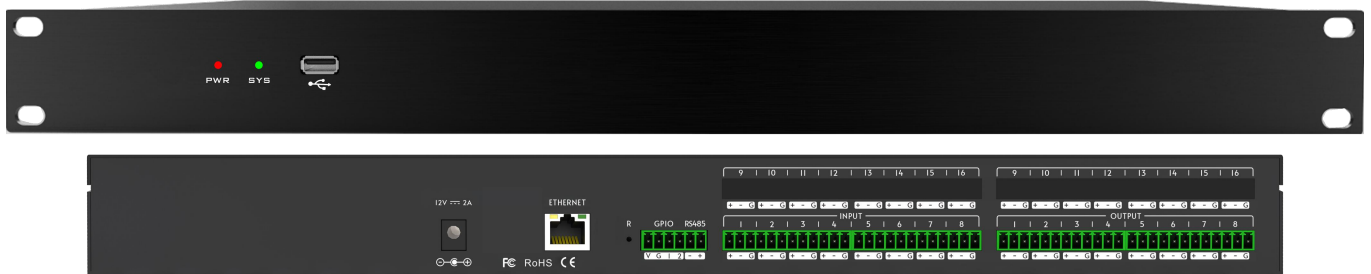 PWR SYS
9 10 11 12 13 14 15 16 9 10 11 12 13 14 15 16
12V 2A ETHERNET + - G + - G + - G + - G + - G + - G + - G + - G + - G + - G + - G + - G + - G + - G + - G + - G
INPUT OUTPUT
R GPIO RS485 1 2 3 4 5 6 7 8 1 2 3 4 5 6 7 8
V G 1 2 - + + - G + - G + - G + - G + - G + - G + - G + - G + - G + - G + - G + - G + - G + - G + - G + - G
FC RoHS CE